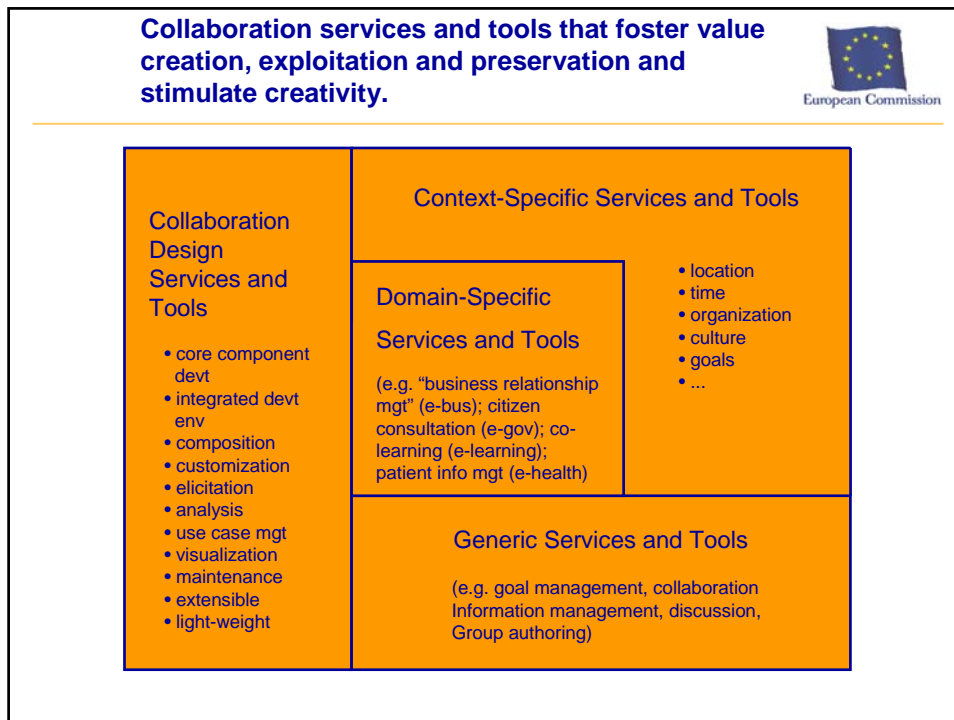 Collaboration services and tools that foster value
creation, exploitation and preservation and
stimulate creativity.
European Commission
Collaboration
Design
Services and
Tools
• core component
devt
• integrated devt
env
• composition
• customization
• elicitation
• analysis
• use case mgt
• visualization
• maintenance
• extensible
• light-weight
Context-Specific Services and Tools
• location
• time
• organization
• culture
• goals
• ...
Domain-Specific
Services and Tools
(e.g. “business relationship
mgt” (e-bus); citizen
consultation (e-gov); co-
learning (e-learning);
patient info mgt (e-health)
Generic Services and Tools
(e.g. goal management, collaboration
Information management, discussion,
Group authoring)